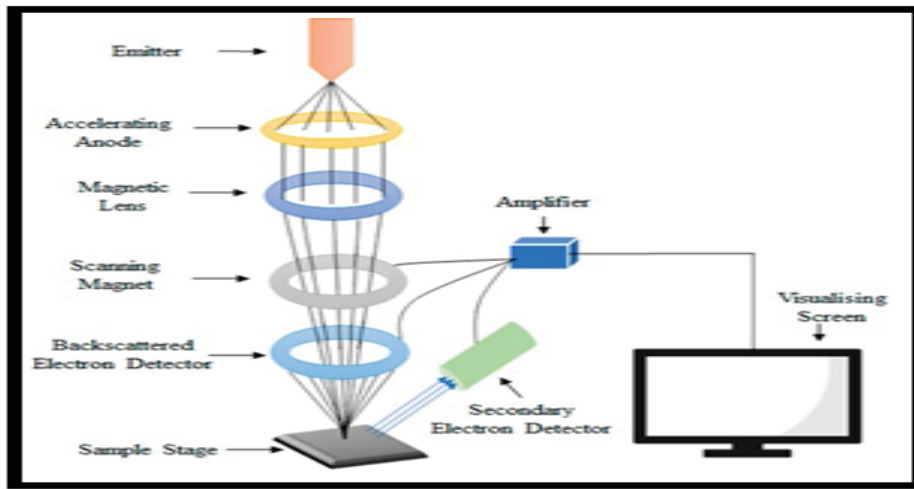 Emitter
Accelerating
Anode
Magnetic
Lens
Amplifier
Scanning
Magnet
Visualising
Screen
Backscattered
Electron Detector
Secondary
Electron Detector
Sample Stage